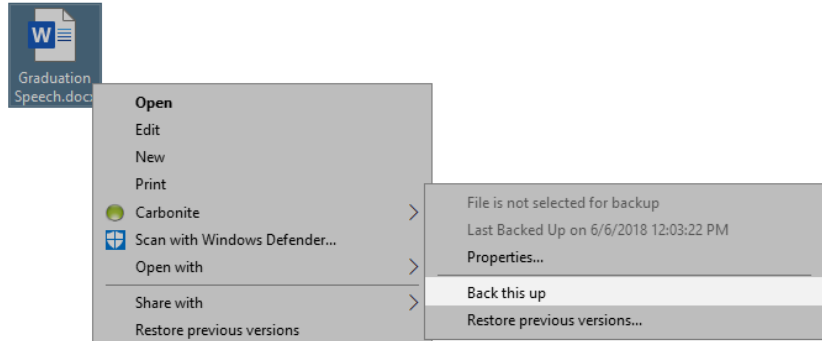 W
Graduation
Speech.docx
Open
Edit
New
Print
Carbonite
Scan with Windows Defender...
Open with
Share with
Restore previous versions
File is not selected for backup
Last Backed Up on 6/6/2018 12:03:22 PM
Properties...
Back this up
Restore previous versions...